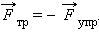 F⃗тр = – F⃗упр.